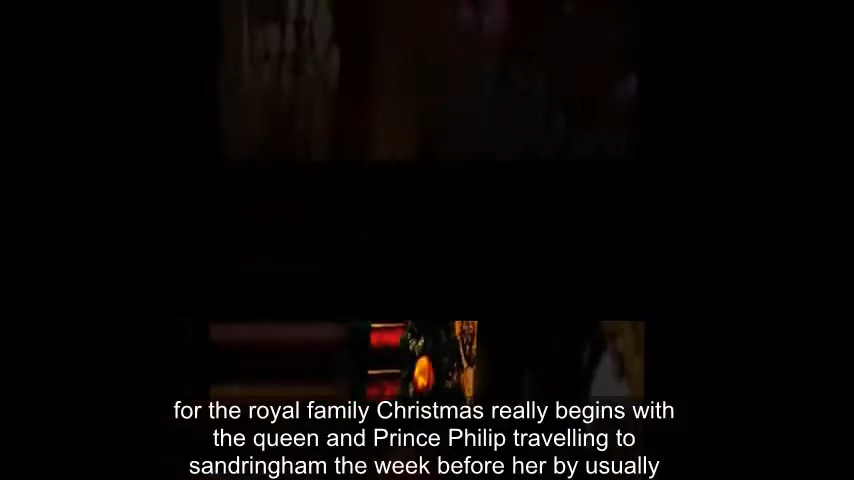 for the royal family Christmas really begins with
the queen and Prince Philip travelling to
sandringham the week before her by usually